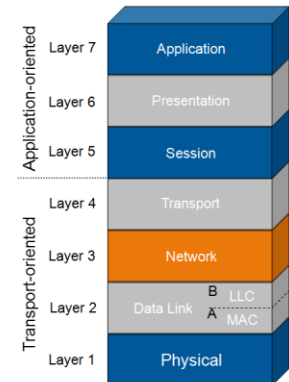 Application-oriented
Transport-oriented
Layer 7 Application
Layer 6 Presentation
Layer 5 Session
Layer 4 Transport
Layer 3 Network
B LLC
Layer 2 Data Link
A MAC
Layer 1 Physical